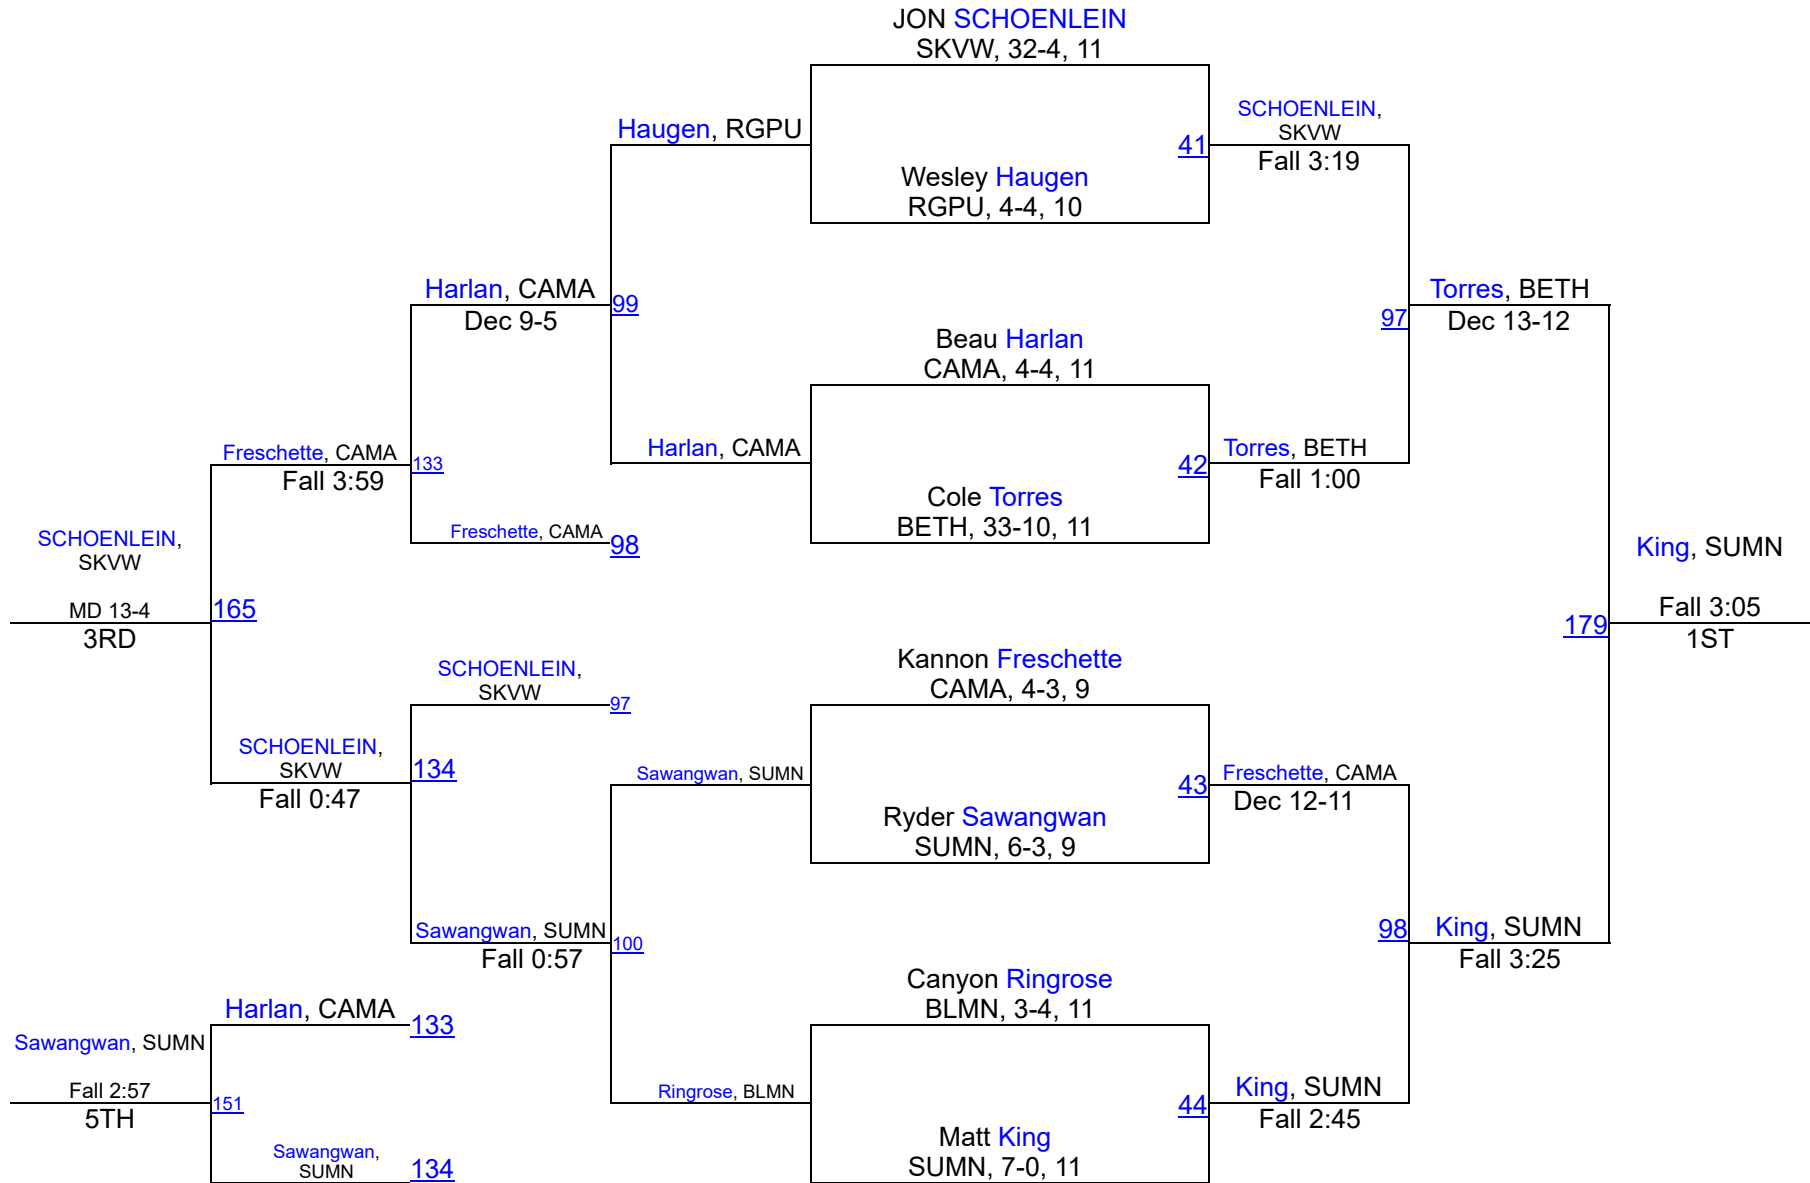 JON SCHOENLEIN
SKVW, 32-4, 11
SCHOENLEIN,
SKVW
Haugen, RGPU
41
Fall 3:19
Wesley Haugen
RGPU, 4-4, 10
Harlan, CAMA
99
Dec 9-5
Torres, BETH
97
Dec 13-12
Beau Harlan
CAMA, 4-4, 11
Freschette, CAMA
133
Fall 3:59
Harlan, CAMA
42
Torres, BETH
Fall 1:00
Cole Torres
BETH, 33-10, 11
Freschette, CAMA
98
SCHOENLEIN,
SKVW
MD 13-4
165
3RD
King, SUMN
Fall 3:05
179
1ST
SCHOENLEIN,
SKVW
97
Kannon Freschette
CAMA, 4-3, 9
SCHOENLEIN,
SKVW
134
Fall 0:47
Sawangwan, SUMN
43
Freschette, CAMA
Dec 12-11
Ryder Sawangwan
SUMN, 6-3, 9
Sawangwan, SUMN
100
Fall 0:57
98
King, SUMN
Fall 3:25
Canyon Ringrose
BLMN, 3-4, 11
Harlan, CAMA
133
Sawangwan, SUMN
Fall 2:57
151
5TH
Ringrose, BLMN
44
King, SUMN
Fall 2:45
Matt King
SUMN, 7-0, 11
Sawangwan,
SUMN
134